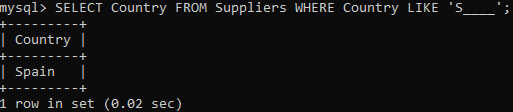 mysql> SELECT Country FROM Suppliers WHERE Country LIKE 'S____';
+---------+
| Country |
+---------+
| Spain   |
+---------+
1 row in set (0.02 sec)